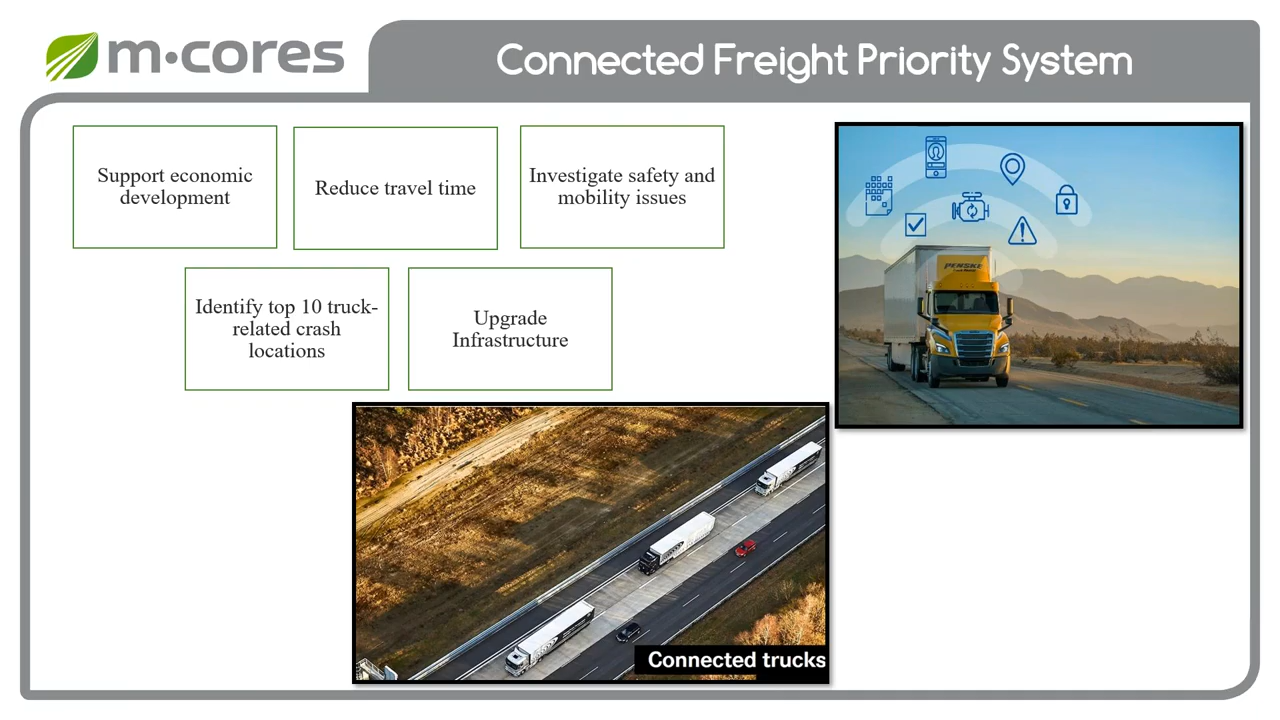 m·cores
Connected Freight Priority System
Support economic
development
Reduce travel time
Investigate safety and
mobility issues
Identify top 10 truck-
related crash
locations
Upgrade
Infrastructure
PENSKE
Connected trucks